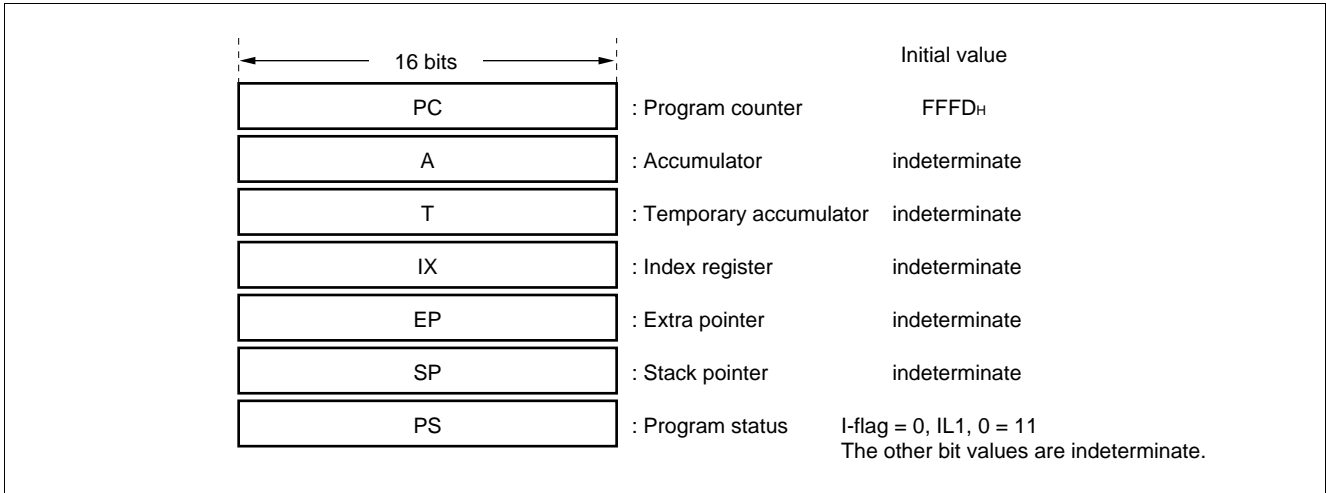 16 bits Initial value
PC : Program counter FFFDH
A : Accumulator indeterminate
T : Temporary accumulator indeterminate
IX : Index register indeterminate
EP : Extra pointer indeterminate
SP : Stack pointer indeterminate
PS : Program status I-flag = 0, IL1, 0 = 11
The other bit values are indeterminate.